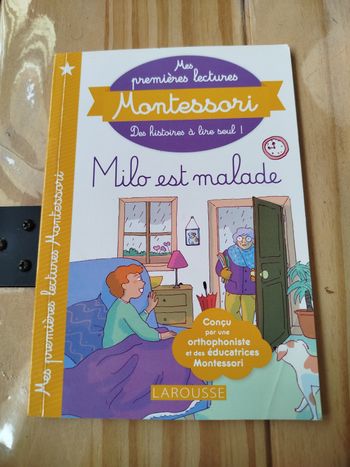 Mes
premières lectures
Montessori
Des histoires à lire seul !
Milo est malade
Mes premières lectures Montessori
Conçu
par une
orthophoniste
et des éducatrices
Montessori
LAROUSSE